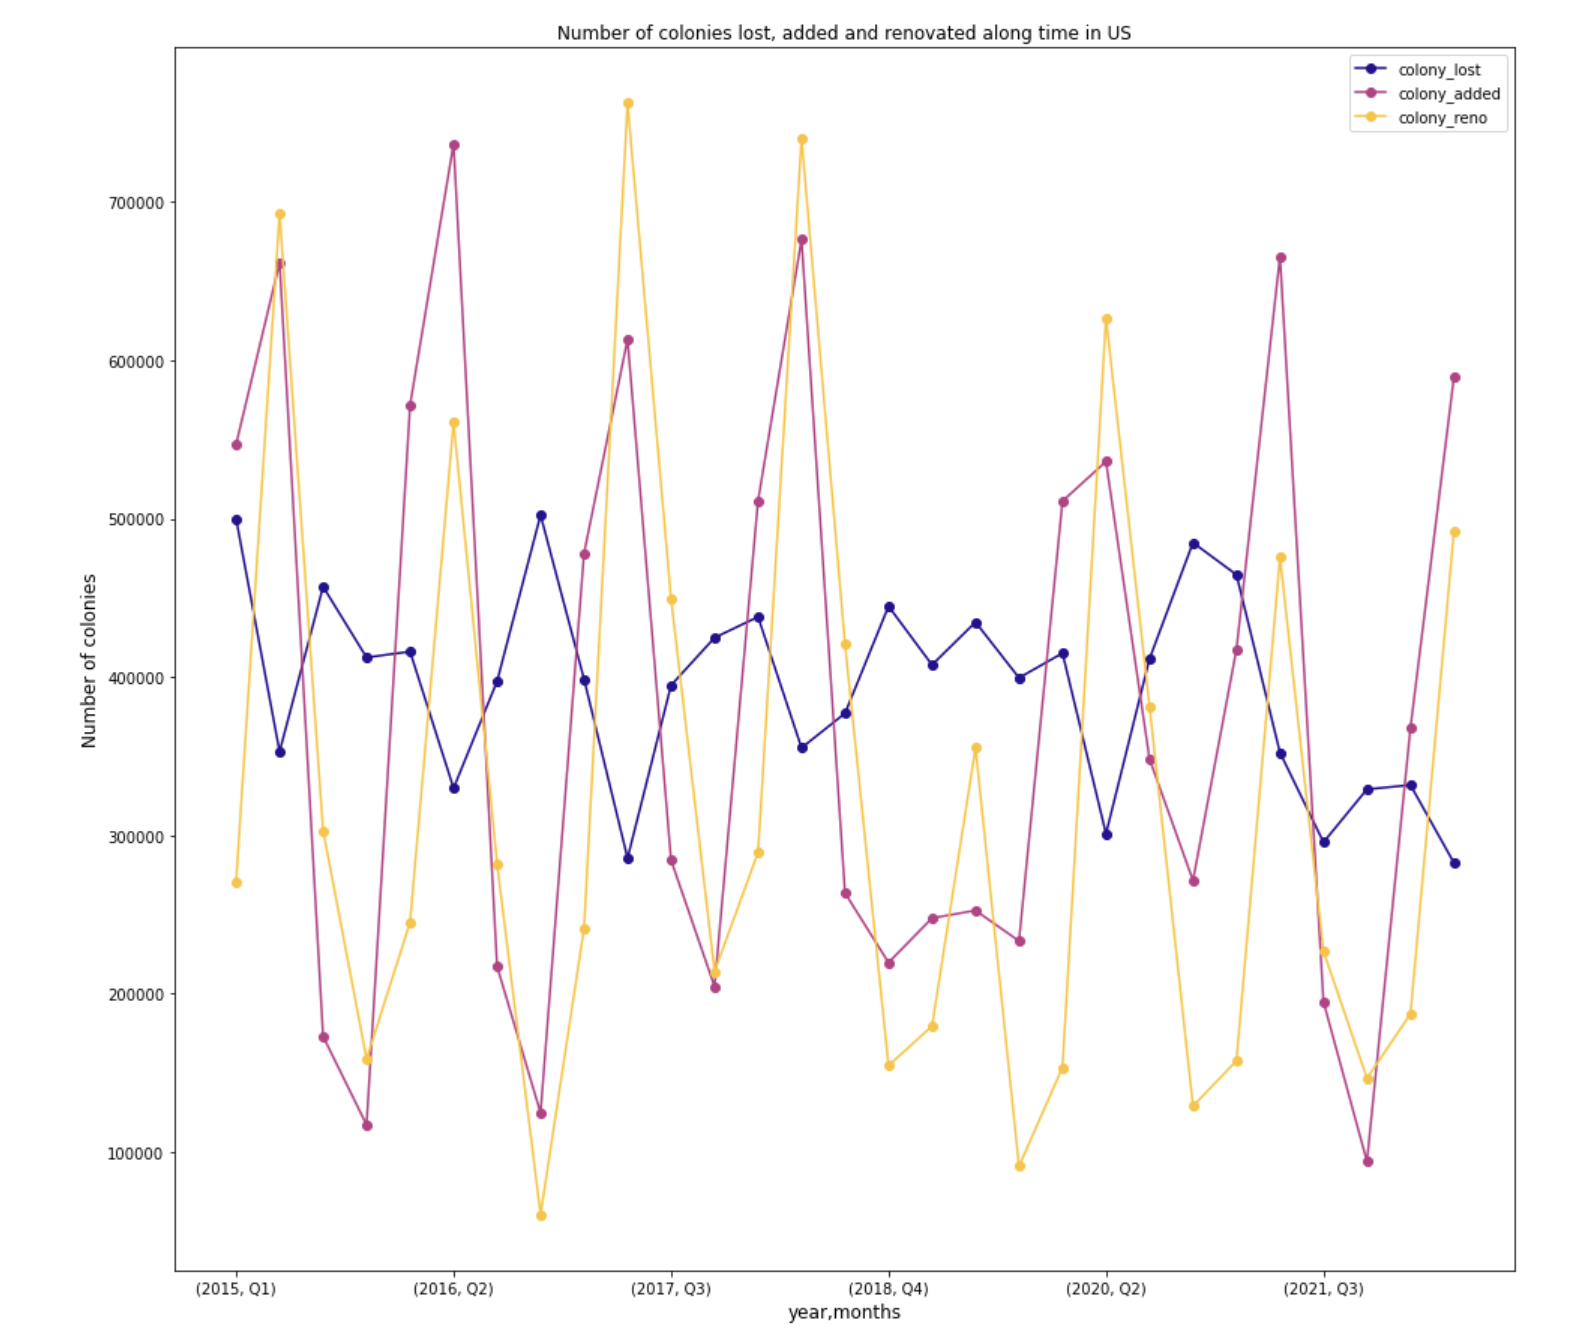 Number of colonies lost, added and renovated along time in US
colony_lost
colony_added
colony_reno
700000
600000
500000
400000
300000
200000
100000
Number of colonies
(2015, Q1)
(2016, Q2)
(2017, Q3)
(2018, Q4)
(2020, Q2)
(2021, Q3)
year,months